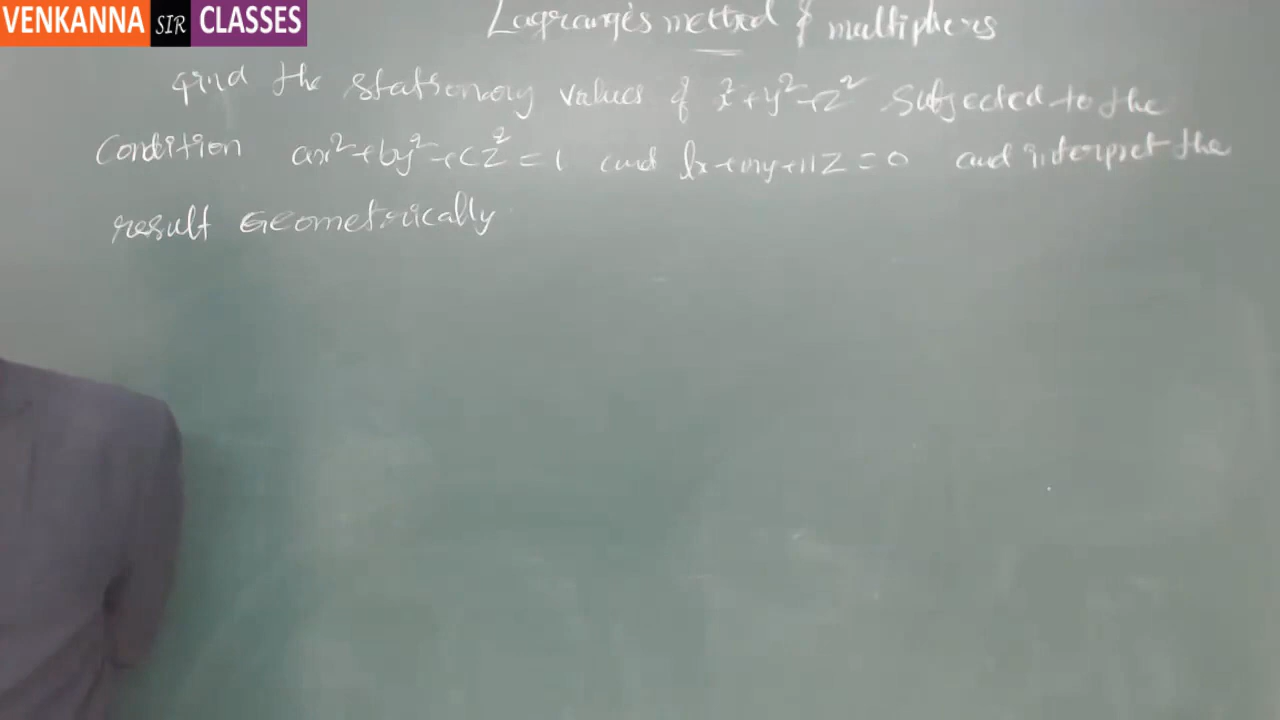 VENKANNA SIR CLASSES
Lagrange's method of multipliers
Find the stationary values of x²+y²+z² subjected to the
condition ax²+by²+cz²=1 and lx+my+nz=0 and interpret the
result Geometrically